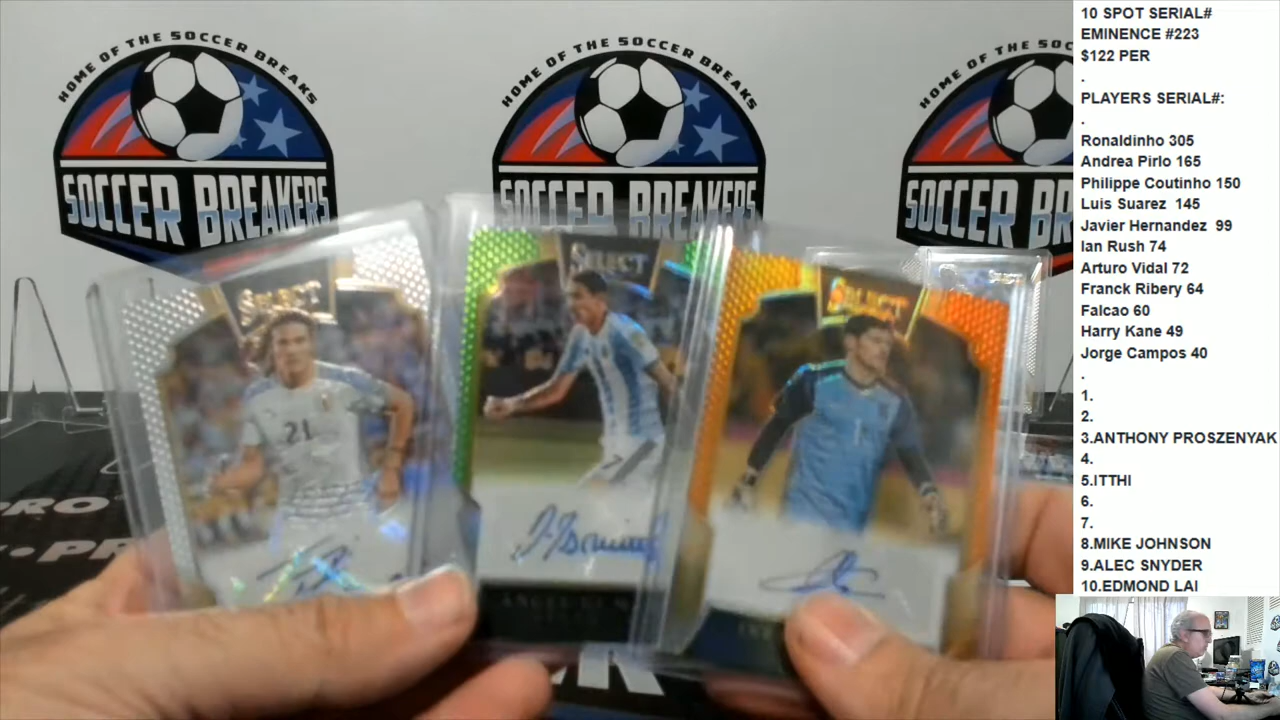 HOME OF THE SOCCER BREAKS
SOCCER BREAKERS
HOME OF THE SOCCER BREAKS
SOCCER BREAKERS
HOME OF THE SOC
SOCCER BRE
SELECT
21
SELECT
SELECT
10 SPOT SERIAL#
EMINENCE #223
$122 PER
.
PLAYERS SERIAL#:
.
Ronaldinho 305
Andrea Pirlo 165
Philippe Coutinho 150
Luis Suarez 145
Javier Hernandez 99
Ian Rush 74
Arturo Vidal 72
Franck Ribery 64
Falcao 60
Harry Kane 49
Jorge Campos 40
.
1.
2.
3.ANTHONY PROSZENYAK
4.
5.ITTHI
6.
7.
8.MIKE JOHNSON
9.ALEC SNYDER
10.EDMOND LAI